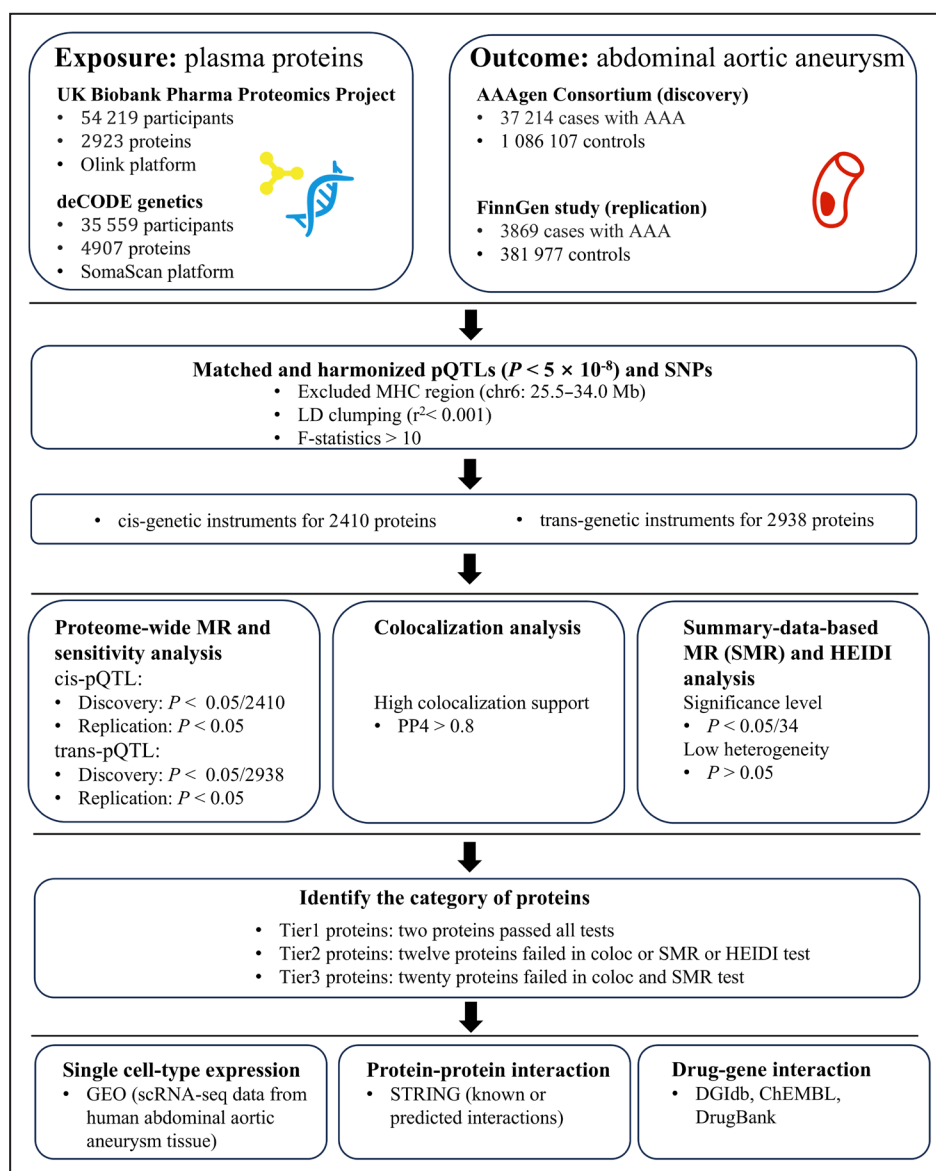 Exposure: plasma proteins
UK Biobank Pharma Proteomics Project
• 54 219 participants
• 2923 proteins
• Olink platform
deCODE genetics
• 35 559 participants
• 4907 proteins
• SomaScan platform
Outcome: abdominal aortic aneurysm
AAAgen Consortium (discovery)
• 37 214 cases with AAA
• 1 086 107 controls
FinnGen study (replication)
• 3869 cases with AAA
• 381 977 controls
Matched and harmonized pQTLs (P < 5 × 10⁻⁸) and SNPs
• Excluded MHC region (chr6: 25.5–34.0 Mb)
• LD clumping (r²< 0.001)
• F-statistics > 10
• cis-genetic instruments for 2410 proteins
• trans-genetic instruments for 2938 proteins
Proteome-wide MR and
sensitivity analysis
cis-pQTL:
• Discovery: P < 0.05/2410
• Replication: P < 0.05
trans-pQTL:
• Discovery: P < 0.05/2938
• Replication: P < 0.05
Colocalization analysis
High colocalization support
• PP4 > 0.8
Summary-data-based
MR (SMR) and HEIDI
analysis
Significance level
• P < 0.05/34
Low heterogeneity
• P > 0.05
Identify the category of proteins
• Tier1 proteins: two proteins passed all tests
• Tier2 proteins: twelve proteins failed in coloc or SMR or HEIDI test
• Tier3 proteins: twenty proteins failed in coloc and SMR test
Single cell-type expression
• GEO (scRNA-seq data from
human abdominal aortic
aneurysm tissue)
Protein-protein interaction
• STRING (known or
predicted interactions)
Drug-gene interaction
• DGIdb, ChEMBL,
DrugBank